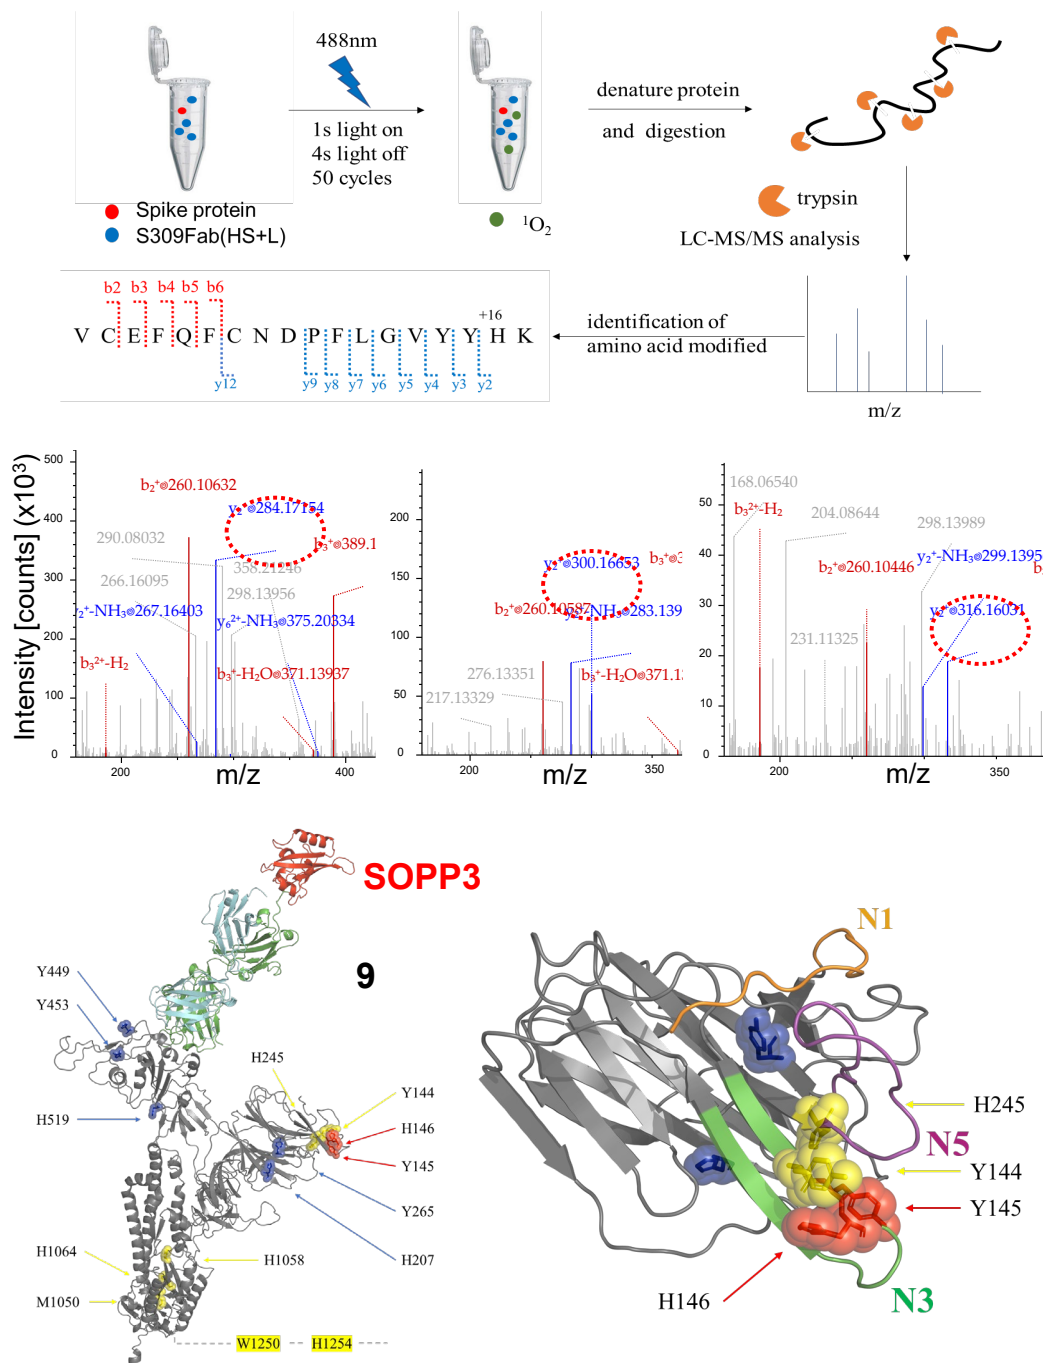 488nm
1s light on
4s light off
50 cycles
denature protein
and digestion
Spike protein
S309Fab(HS+L)
¹O₂
trypsin
LC-MS/MS analysis
b2 b3 b4 b5 b6
+16
V C E F Q F C N D P F L G V Y Y H K
y12 y9 y8 y7 y6 y5 y4 y3 y2
identification of
amino acid modified
m/z
Intensity [counts] (x10³)
500
400
300
200
100
0
b₂⁺@260.10632
y₂⁺@284.17154
290.08032
b₃⁺@389.1
358.21246
266.16095
298.13956
y₂⁺-NH₃@267.16403
y₆²⁺-NH₃@375.20334
b₃²⁺-H₂
b₃⁺-H₂O@371.13937
200
400
m/z
200
150
100
50
0
y₂⁺@300.16653
b₂⁺@260.10587
y₂⁺-NH₃@283.139
276.13351
b₃⁺-H₂O@371.1
217.13329
200
350
m/z
50
40
30
20
10
0
168.06540
b₃²⁺-H₂
204.08644
298.13989
y₂⁺-NH₃@299.1395
b₂⁺@260.10446
y₂⁺@316.16031
231.11325
200
350
m/z
SOPP3
9
Y449
Y453
H519
H245
Y144
H146
Y145
Y265
H207
H1064
H1058
M1050
W1250
H1254
N1
H245
N5
Y144
Y145
H146
N3